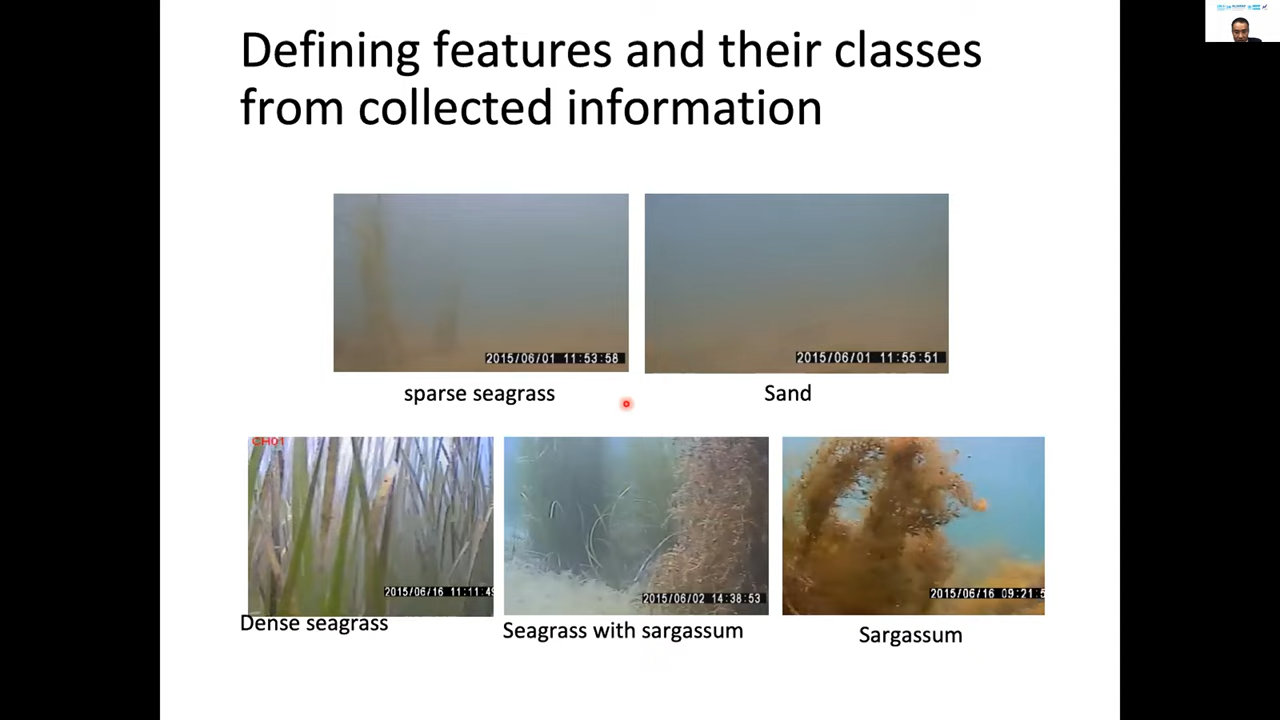 Defining features and their classes
from collected information
2015/06/01 11:53:58
2015/06/01 11:55:51
sparse seagrass
Sand
CH01
2015/06/16 11:11:49
2015/06/02 14:38:53
2015/06/16 09:21:5
Dense seagrass
Seagrass with sargassum
Sargassum